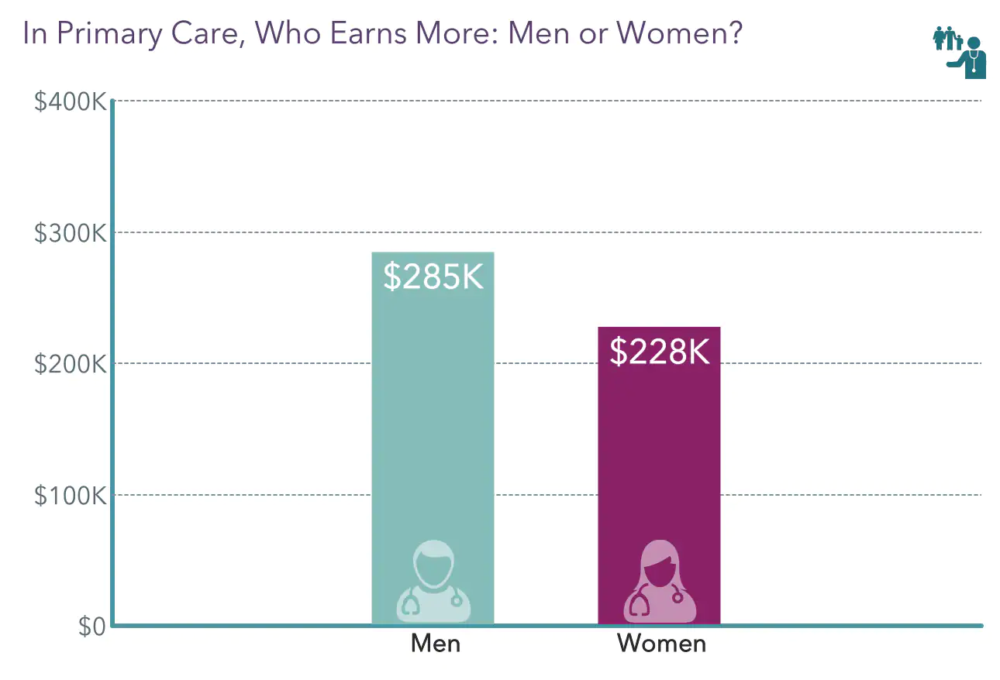 In Primary Care, Who Earns More: Men or Women?
$400K
$300K
$285K
$228K
$200K
$100K
$0
Men Women